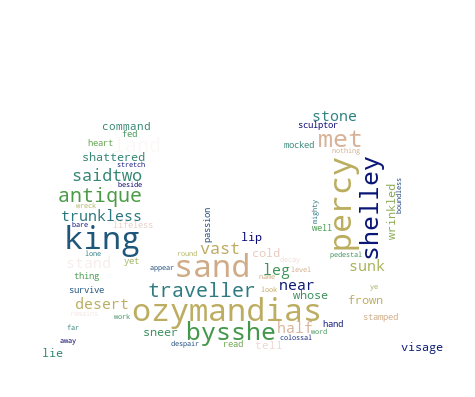 stone
command
sculptor
fed
met
heart
mocked
nothing
shattered
stretch
saidtwo
beside
percy
shelley
boundless
antique
wrinkled
wreck
mighty
trunkless
passion
bare
lifeless
well
king
lip
vast
lone
round
cold
pedestal
stand
yet
sand
decay
appear
leg
level
sunk
thing
name
survive
traveller
near
look
whose
ye
desert
ozymandias
frown
remains
work
half
hand
stamped
far
sneer
bysshe
word
away
despair
read
colossal
tell
lie
visage